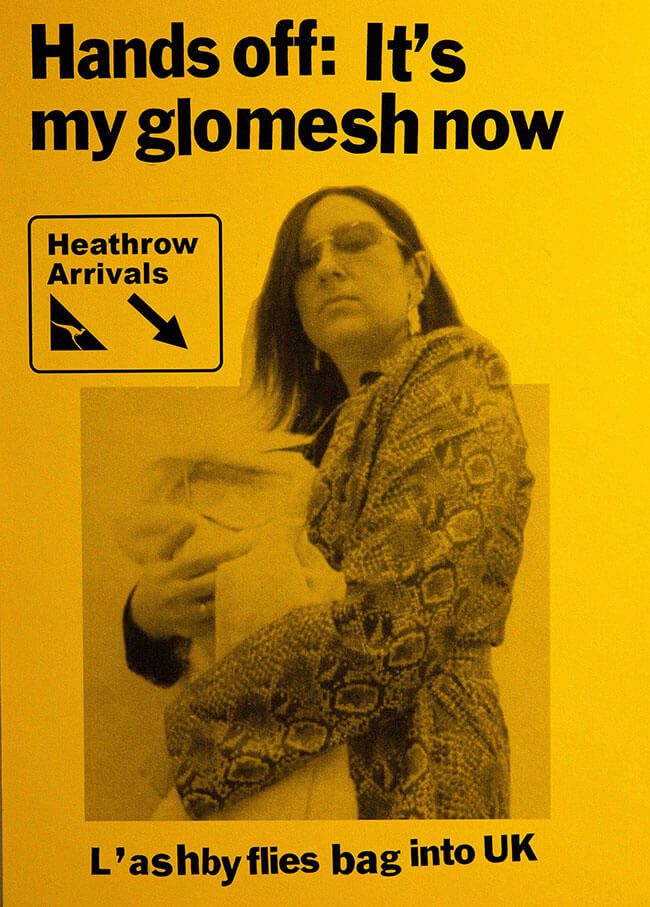 Hands off: It's
my glomesh now
Heathrow
Arrivals
L'ashby flies bag into UK